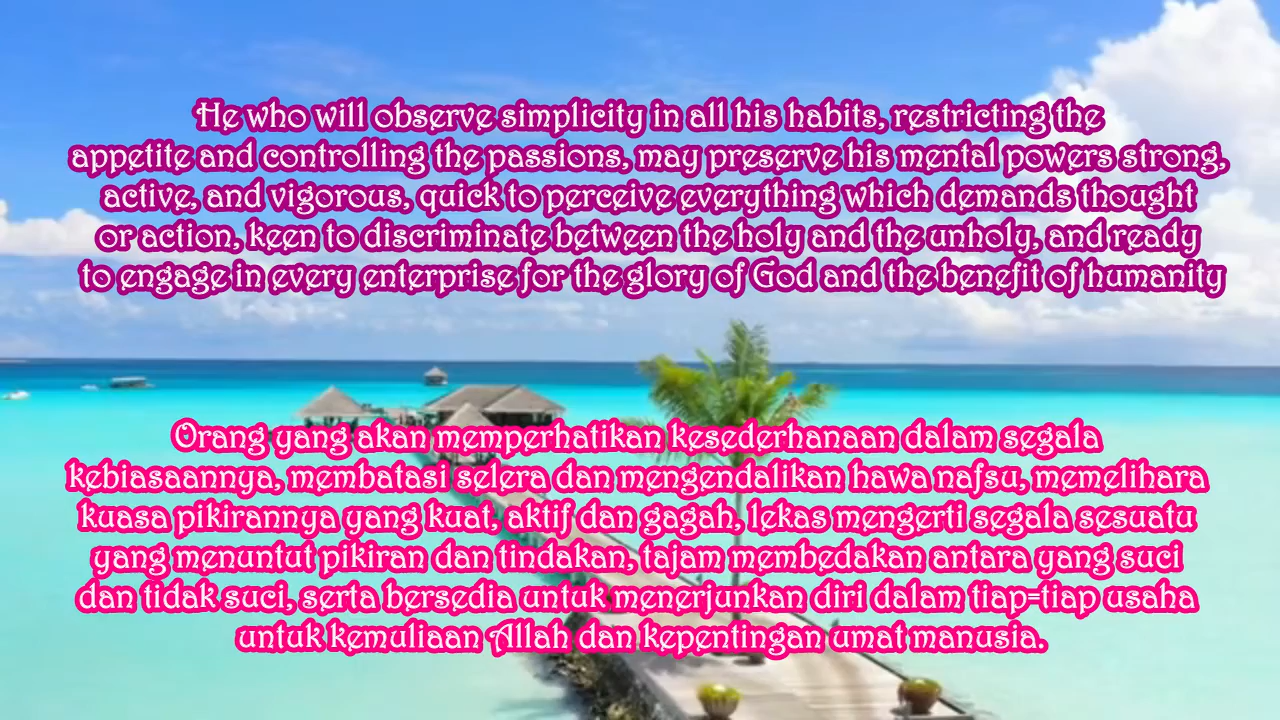 He who will observe simplicity in all his habits, restricting the
appetite and controlling the passions, may preserve his mental powers strong,
active, and vigorous, quick to perceive everything which demands thought
or action, keen to discriminate between the holy and the unholy, and ready
to engage in every enterprise for the glory of God and the benefit of humanity
Orang yang akan memperhatikan kesederhanaan dalam segala
kebiasaannya, membatasi selera dan mengendalikan hawa nafsu, memelihara
kuasa pikirannya yang kuat, aktif dan gagah, lekas mengerti segala sesuatu
yang menuntut pikiran dan tindakan, tajam membedakan antara yang suci
dan tidak suci, serta bersedia untuk menerjunkan diri dalam tiap=tiap usaha
untuk kemuliaan Allah dan kepentingan umat manusia.